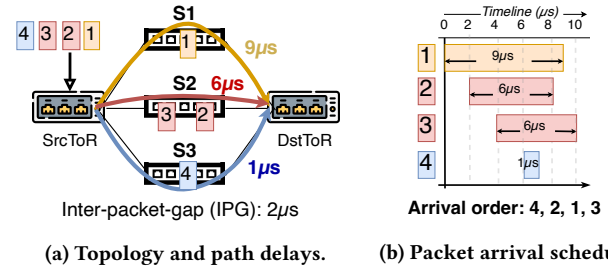 S1
4 3 2 1
1
9μs
S2
6μs
3 2
SrcToR
DstToR
S3
4
1μs
Inter-packet-gap (IPG): 2μs
(a) Topology and path delays.
Timeline (μs)
0 2 4 6 8 10
1
9μs
2
6μs
3
6μs
4
1μs
Arrival order: 4, 2, 1, 3
(b) Packet arrival schedu